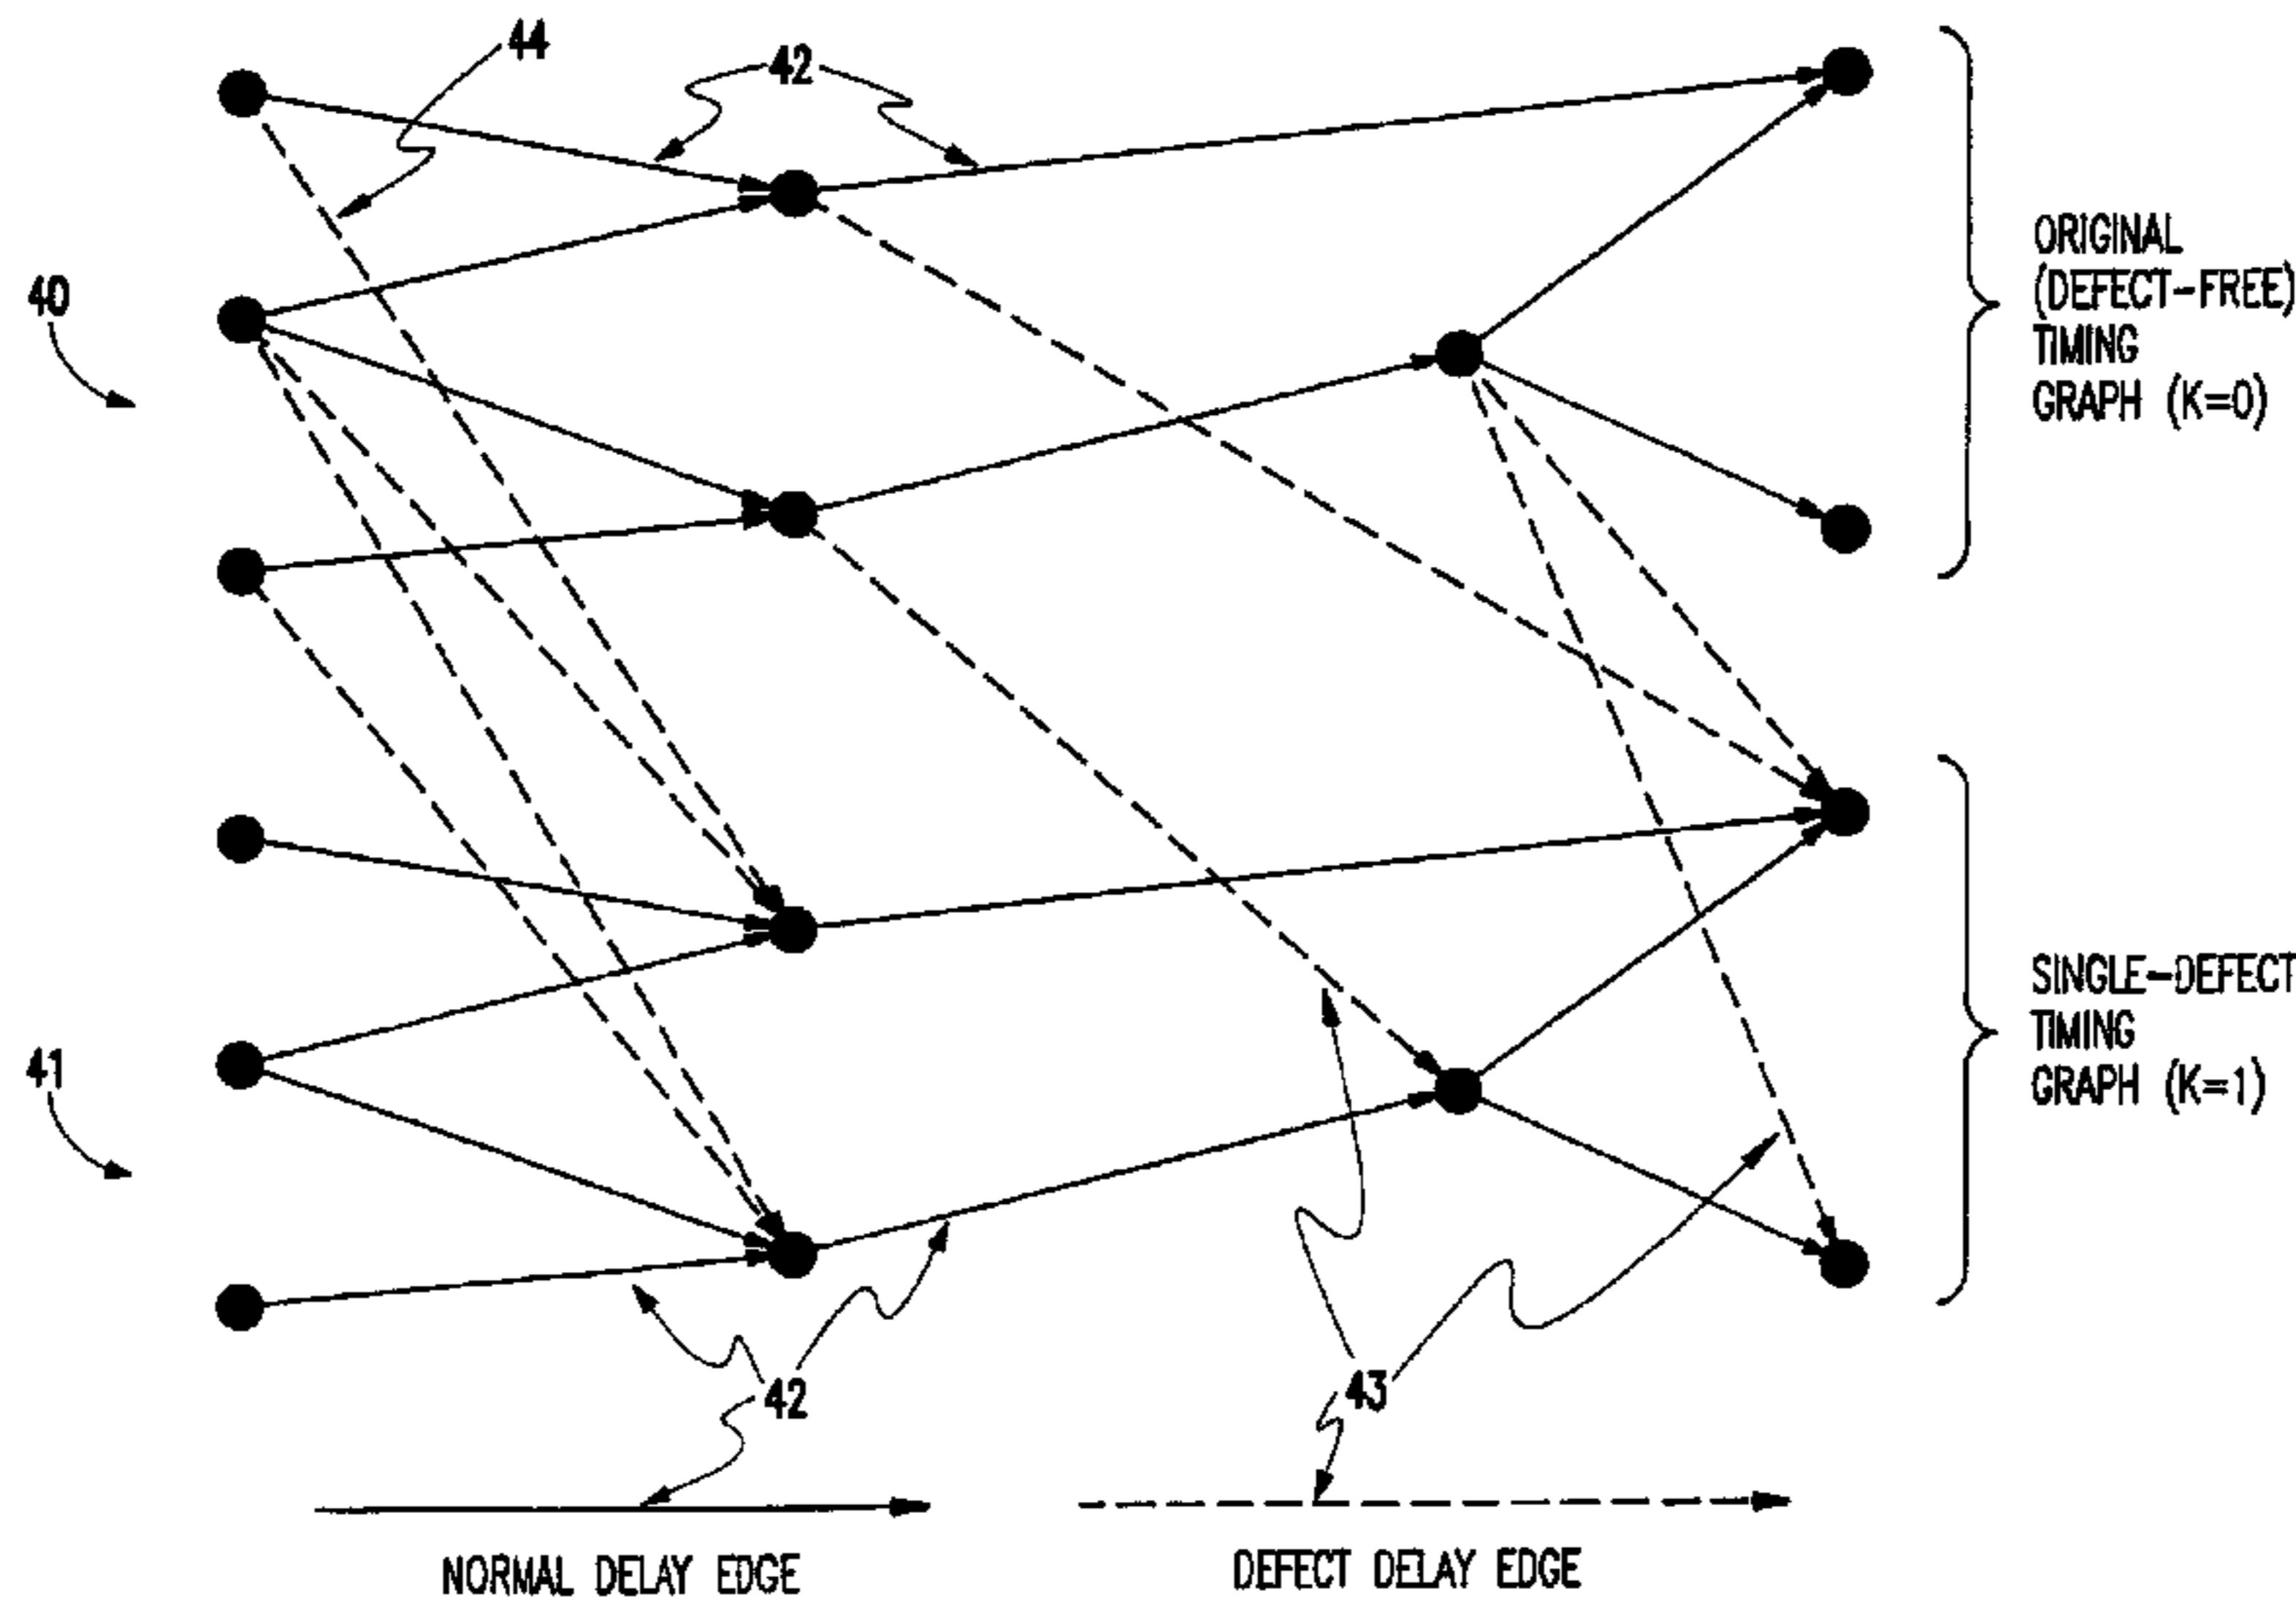 44
42
40
ORIGINAL
(DEFECT-FREE)
TIMING
GRAPH (K=0)
41
SINGLE-DEFECT
TIMING
GRAPH (K=1)
42
43
NORMAL DELAY EDGE
DEFECT DELAY EDGE